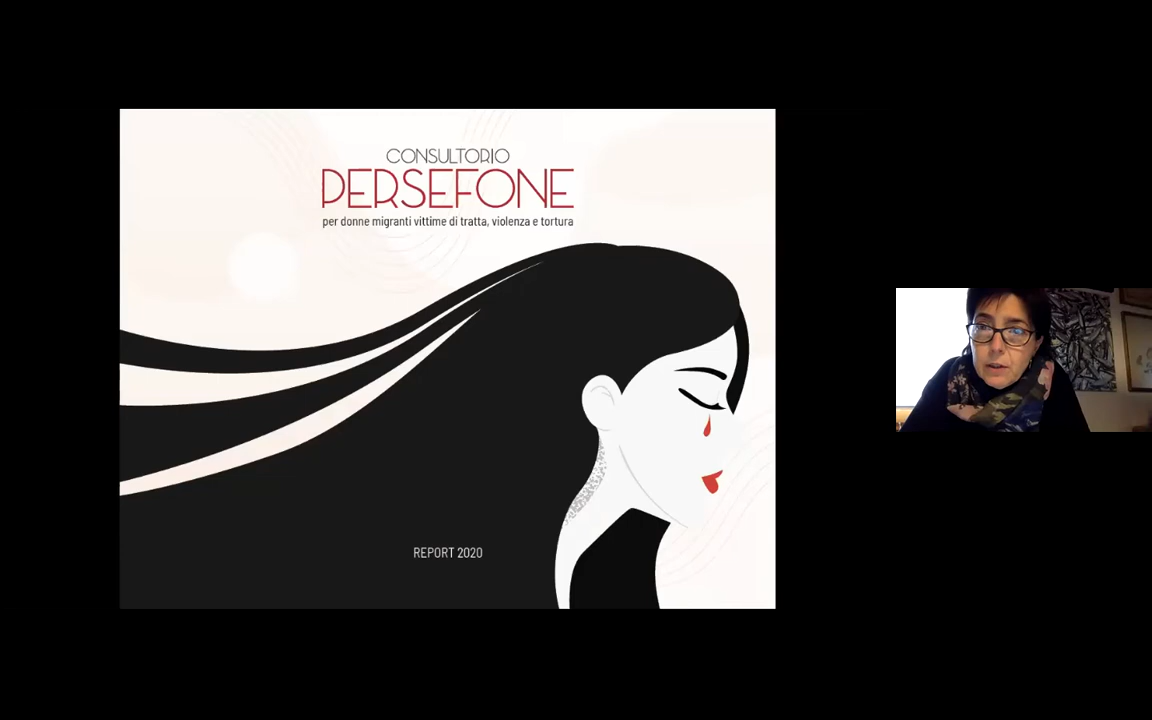 CONSULTORIO
PERSEFONE
per donne migranti vittime di tratta, violenza e tortura
REPORT 2020